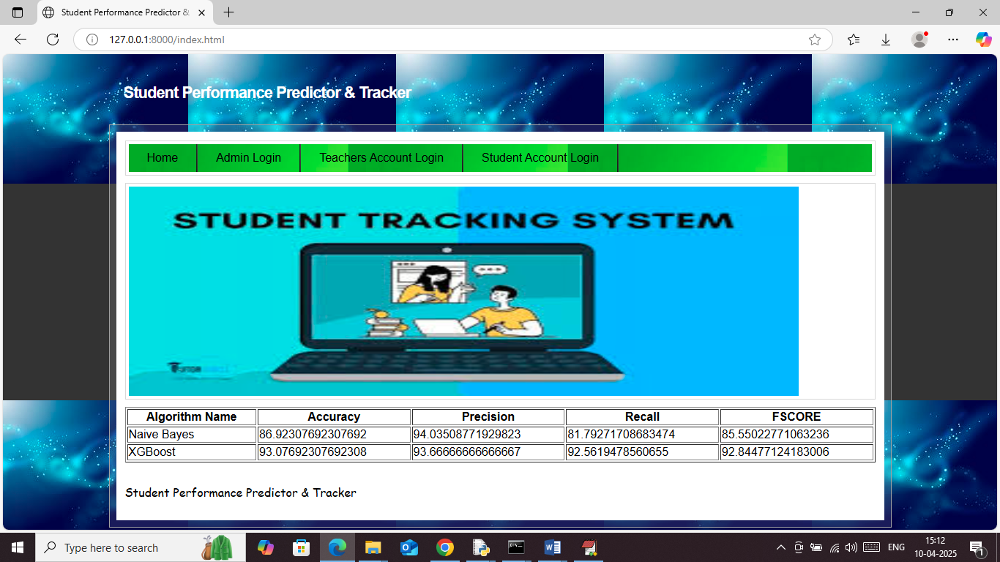 Student Performance Predictor &
127.0.0.1:8000/index.html
Student Performance Predictor & Tracker
Home Admin Login Teachers Account Login Student Account Login
STUDENT TRACKING SYSTEM
Algorithm Name Accuracy Precision Recall FSCORE
Naive Bayes 86.92307692307692 94.03508771929823 81.79271708683474 85.55022771063236
XGBoost 93.07692307692308 93.66666666666667 92.5619478560655 92.84477124183006
Student Performance Predictor & Tracker
Type here to search
ENG
15:12
10-04-2025
1